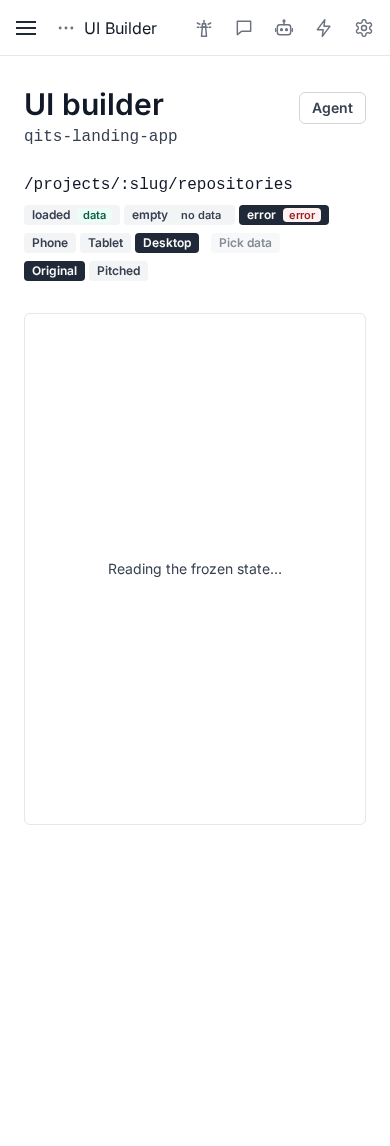 UI Builder
UI builder
Agent
qits-landing-app
/projects/:slug/repositories
loaded data empty no data error error
Phone Tablet Desktop Pick data
Original Pitched
Reading the frozen state...